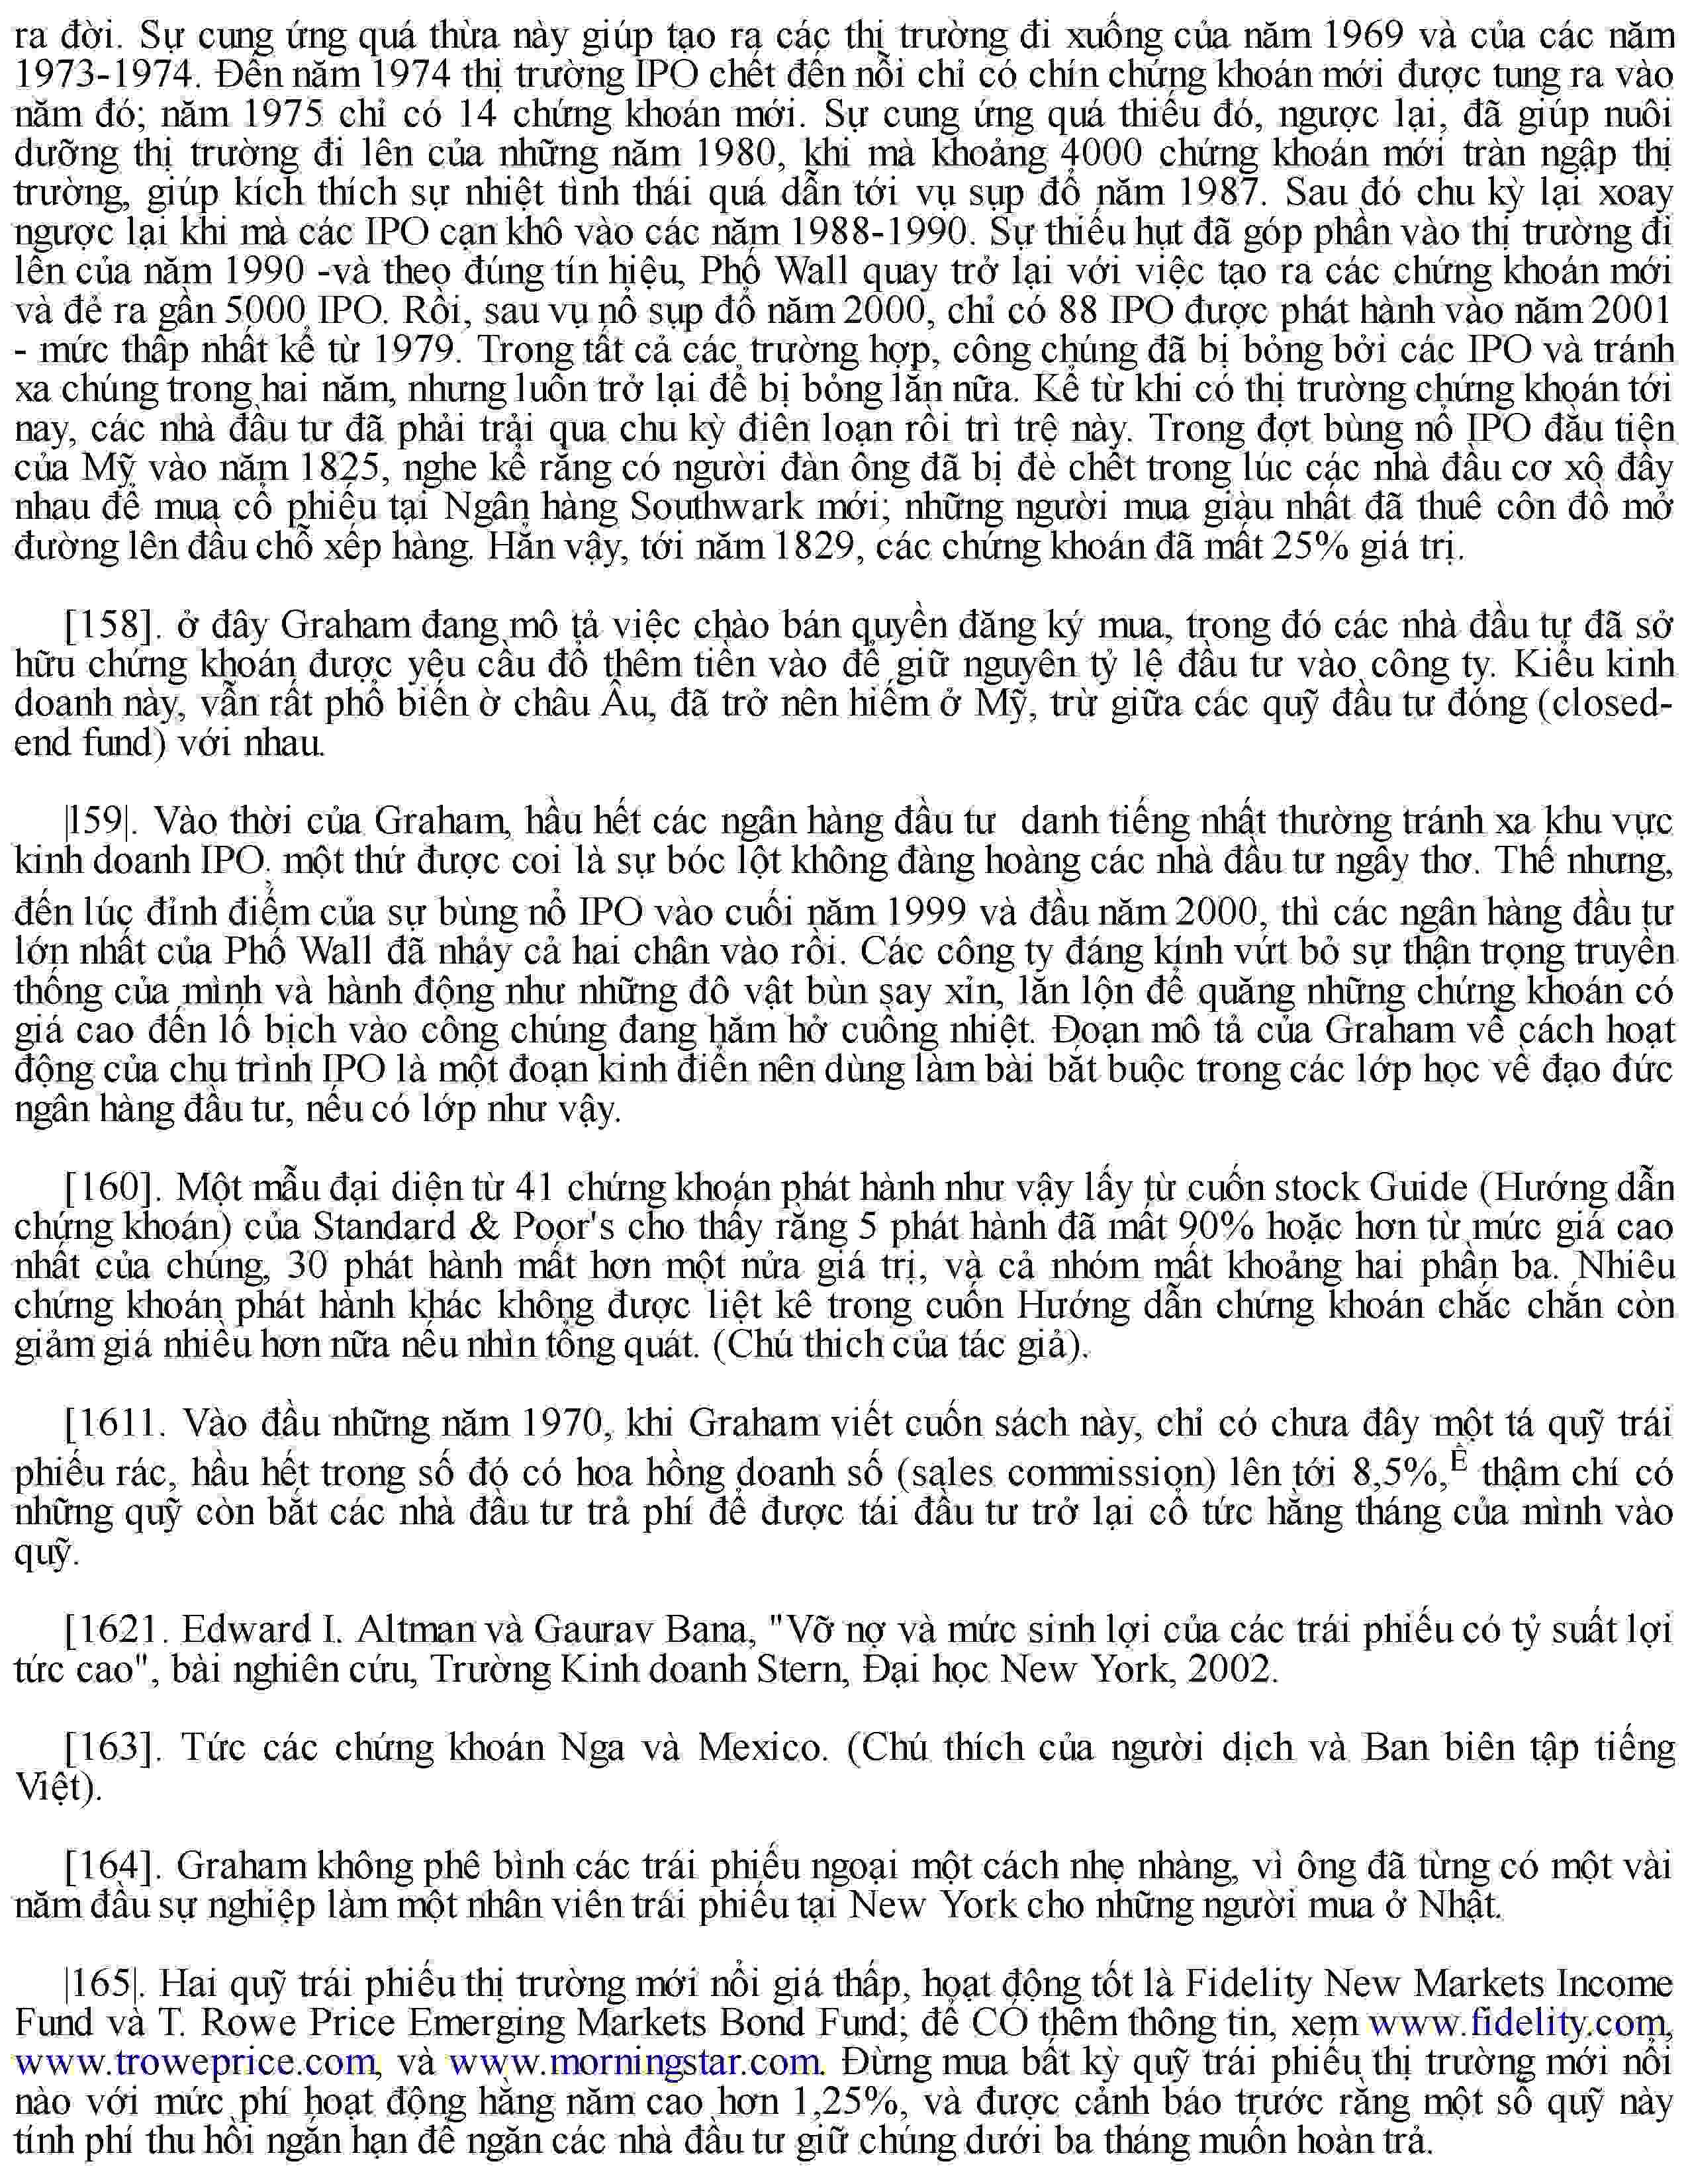 ra đời. Sự cung ứng quá thừa này giúp tạo ra các thị trường đi xuống của năm 1969 và của các năm
1973-1974. Đến năm 1974 thị trường IPO chết đến nỗi chỉ có chín chứng khoán mới được tung ra vào
năm đó; năm 1975 chỉ có 14 chứng khoán mới. Sự cung ứng quá thiếu đó, ngược lại, đã giúp nuôi
dưỡng thị trường đi lên của những năm 1980, khi mà khoảng 4000 chứng khoán mới tràn ngập thị
trường, giúp kích thích sự nhiệt tình thái quá dẫn tới vụ sụp đổ năm 1987. Sau đó chu kỳ lại xoay
ngược lại khi mà các IPO cạn khô vào các năm 1988-1990. Sự thiếu hụt đã góp phần vào thị trường đi
lên của năm 1990 -và theo đúng tín hiệu, Phố Wall quay trở lại với việc tạo ra các chứng khoán mới
và đẻ ra gần 5000 IPO. Rồi, sau vụ nổ sụp đổ năm 2000, chỉ có 88 IPO được phát hành vào năm 2001
- mức thấp nhất kể từ 1979. Trong tất cả các trường hợp, công chúng đã bị bỏng bởi các IPO và tránh
xa chúng trong hai năm, nhưng luôn trở lại để bị bỏng lần nữa. Kể từ khi có thị trường chứng khoán tới
nay, các nhà đầu tư đã phải trải qua chu kỳ điên loạn rồi trì trệ này. Trong đợt bùng nổ IPO đầu tiên
của Mỹ vào năm 1825, nghe kể rằng có người đàn ông đã bị đè chết trong lúc các nhà đầu cơ xô đẩy
nhau để mua cổ phiếu tại Ngân hàng Southwark mới; những người mua giàu nhất đã thuê côn đồ mở
đường lên đầu chỗ xếp hàng. Hẳn vậy, tới năm 1829, các chứng khoán đã mất 25% giá trị.
[158]. ở đây Graham đang mô tả việc chào bán quyền đăng ký mua, trong đó các nhà đầu tư đã sở
hữu chứng khoán được yêu cầu đổ thêm tiền vào để giữ nguyên tỷ lệ đầu tư vào công ty. Kiểu kinh
doanh này, vẫn rất phổ biến ờ châu Âu, đã trở nên hiếm ở Mỹ, trừ giữa các quỹ đầu tư đóng (closed-
end fund) với nhau.
|159|. Vào thời của Graham, hầu hết các ngân hàng đầu tư danh tiếng nhất thường tránh xa khu vực
kinh doanh IPO. một thứ được coi là sự bóc lột không đàng hoàng các nhà đầu tư ngây thơ. Thế nhưng,
đến lúc đỉnh điểm của sự bùng nổ IPO vào cuối năm 1999 và đầu năm 2000, thì các ngân hàng đầu tư
lớn nhất của Phố Wall đã nhảy cả hai chân vào rồi. Các công ty đáng kính vứt bỏ sự thận trọng truyền
thống của mình và hành động như những đô vật bùn say xỉn, lăn lộn để quăng những chứng khoán có
giá cao đến lố bịch vào công chúng đang hăm hở cuồng nhiệt. Đoạn mô tả của Graham về cách hoạt
động của chu trình IPO là một đoạn kinh điển nên dùng làm bài bắt buộc trong các lớp học về đạo đức
ngân hàng đầu tư, nếu có lớp như vậy.
[160]. Một mẫu đại diện từ 41 chứng khoán phát hành như vậy lấy từ cuốn stock Guide (Hướng dẫn
chứng khoán) của Standard & Poor's cho thấy rằng 5 phát hành đã mất 90% hoặc hơn từ mức giá cao
nhất của chúng, 30 phát hành mất hơn một nửa giá trị, và cả nhóm mất khoảng hai phần ba. Nhiều
chứng khoán phát hành khác không được liệt kê trong cuốn Hướng dẫn chứng khoán chắc chắn còn
giảm giá nhiều hơn nữa nếu nhìn tổng quát. (Chú thich của tác giả).
[1611. Vào đầu những năm 1970, khi Graham viết cuốn sách này, chỉ có chưa đây một tá quỹ trái
phiếu rác, hầu hết trong số đó có hoa hồng doanh số (sales commission) lên tới 8,5%,Ề thậm chí có
những quỹ còn bắt các nhà đầu tư trả phí để được tái đầu tư trở lại cổ tức hằng tháng của mình vào
quỹ.
[1621. Edward I. Altman và Gaurav Bana, "Vỡ nợ và mức sinh lợi của các trái phiếu có tỷ suất lợi
tức cao", bài nghiên cứu, Trường Kinh doanh Stern, Đại học New York, 2002.
[163]. Tức các chứng khoán Nga và Mexico. (Chú thích của người dịch và Ban biên tập tiếng
Việt).
[164]. Graham không phê bình các trái phiếu ngoại một cách nhẹ nhàng, vì ông đã từng có một vài
năm đầu sự nghiệp làm một nhân viên trái phiếu tại New York cho những người mua ở Nhật.
|165|. Hai quỹ trái phiếu thị trường mới nổi giá thấp, hoạt động tốt là Fidelity New Markets Income
Fund và T. Rowe Price Emerging Markets Bond Fund; để CÓ thêm thông tin, xem www.fidelity.com,
www.troweprice.com, và www.morningstar.com. Đừng mua bất kỳ quỹ trái phiếu thị trường mới nổi
nào với mức phí hoạt động hằng năm cao hơn 1,25%, và được cảnh báo trước rằng một số quỹ này
tính phí thu hồi ngắn hạn để ngăn các nhà đầu tư giữ chúng dưới ba tháng muốn hoàn trả.